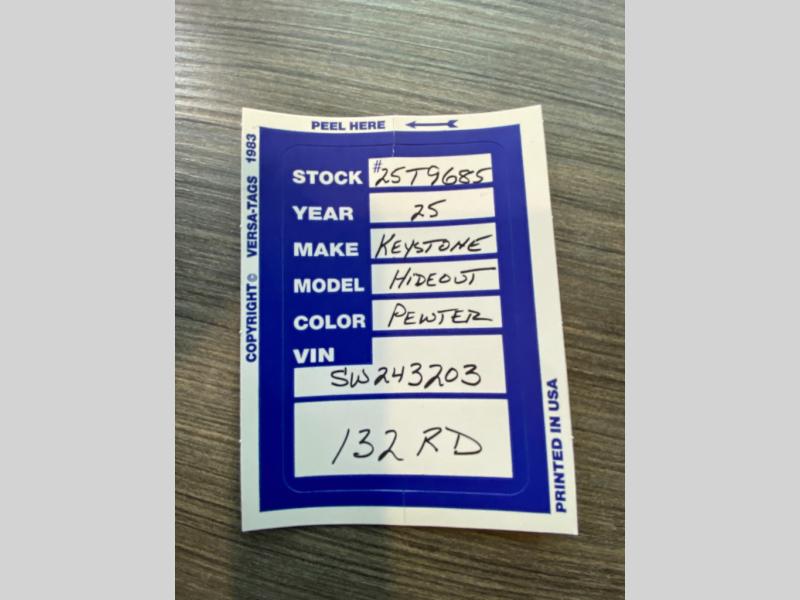 PEEL HERE
COPYRIGHT© VERSA-TAGS 1983
STOCK #25T9685
YEAR 25
MAKE KEYSTONE
MODEL HIDEOUT
COLOR PEWTER
VIN
SW243203
132 RD
PRINTED IN USA